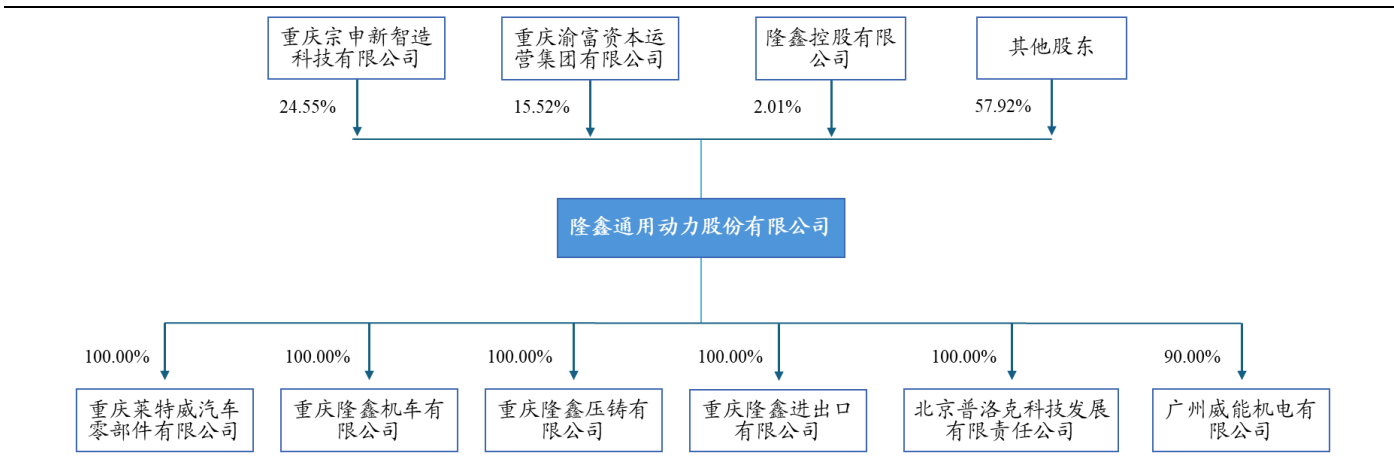 重庆宗申新智造
科技有限公司
重庆渝富资本运
营集团有限公司
隆鑫控股有限
公司
其他股东
24.55%
15.52%
2.01%
57.92%
隆鑫通用动力股份有限公司
100.00%
100.00%
100.00%
100.00%
100.00%
90.00%
重庆莱特威汽车
零部件有限公司
重庆隆鑫机车有
限公司
重庆隆鑫压铸有
限公司
重庆隆鑫进出口
有限公司
北京普洛克科技发展
有限责任公司
广州威能机电有
限公司